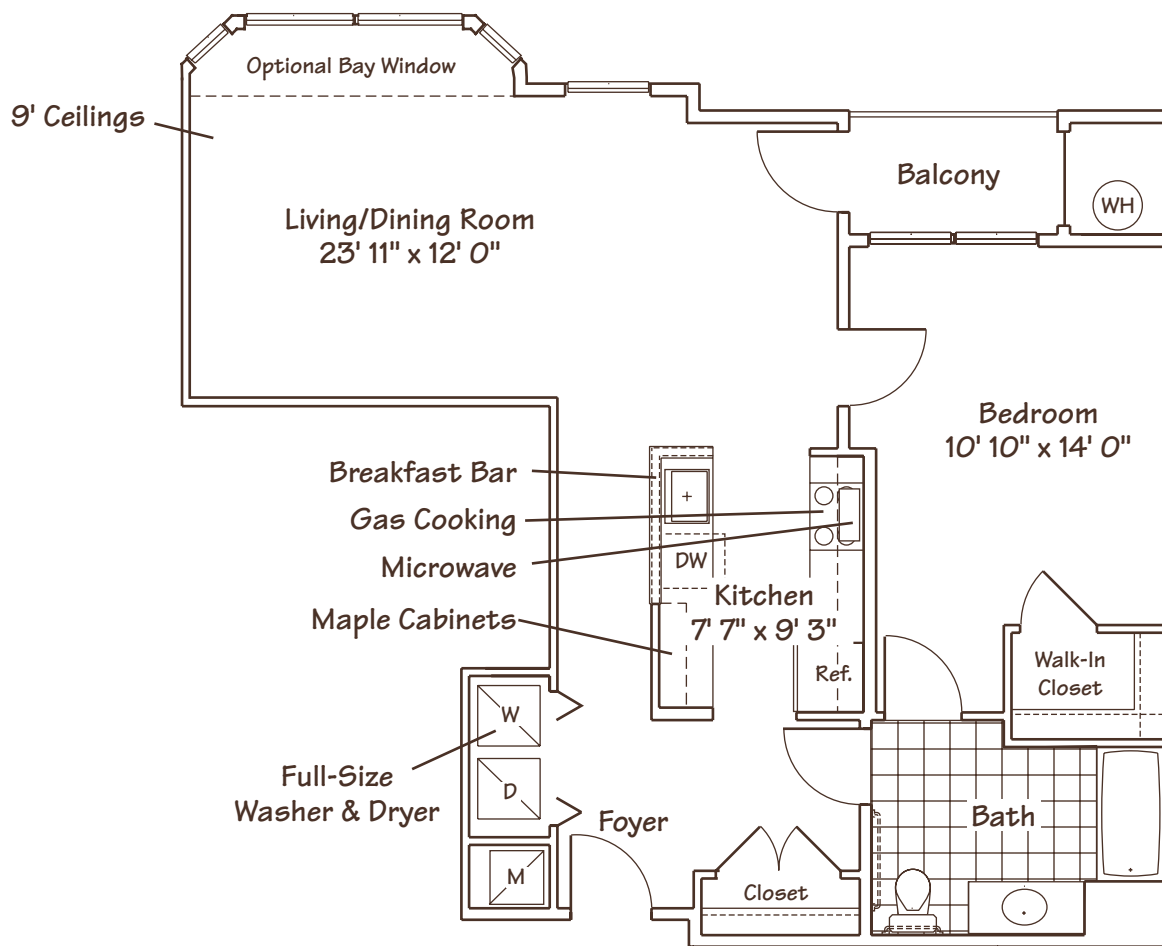 Optional Bay Window
9' Ceilings
Living/Dining Room
23' 11" x 12' 0"
Balcony
WH
Bedroom
10' 10" x 14' 0"
Breakfast Bar
Gas Cooking
Microwave
Maple Cabinets
DW
Kitchen
7' 7" x 9' 3"
Ref.
Walk-In
Closet
W
D
M
Full-Size
Washer & Dryer
Foyer
Closet
Bath